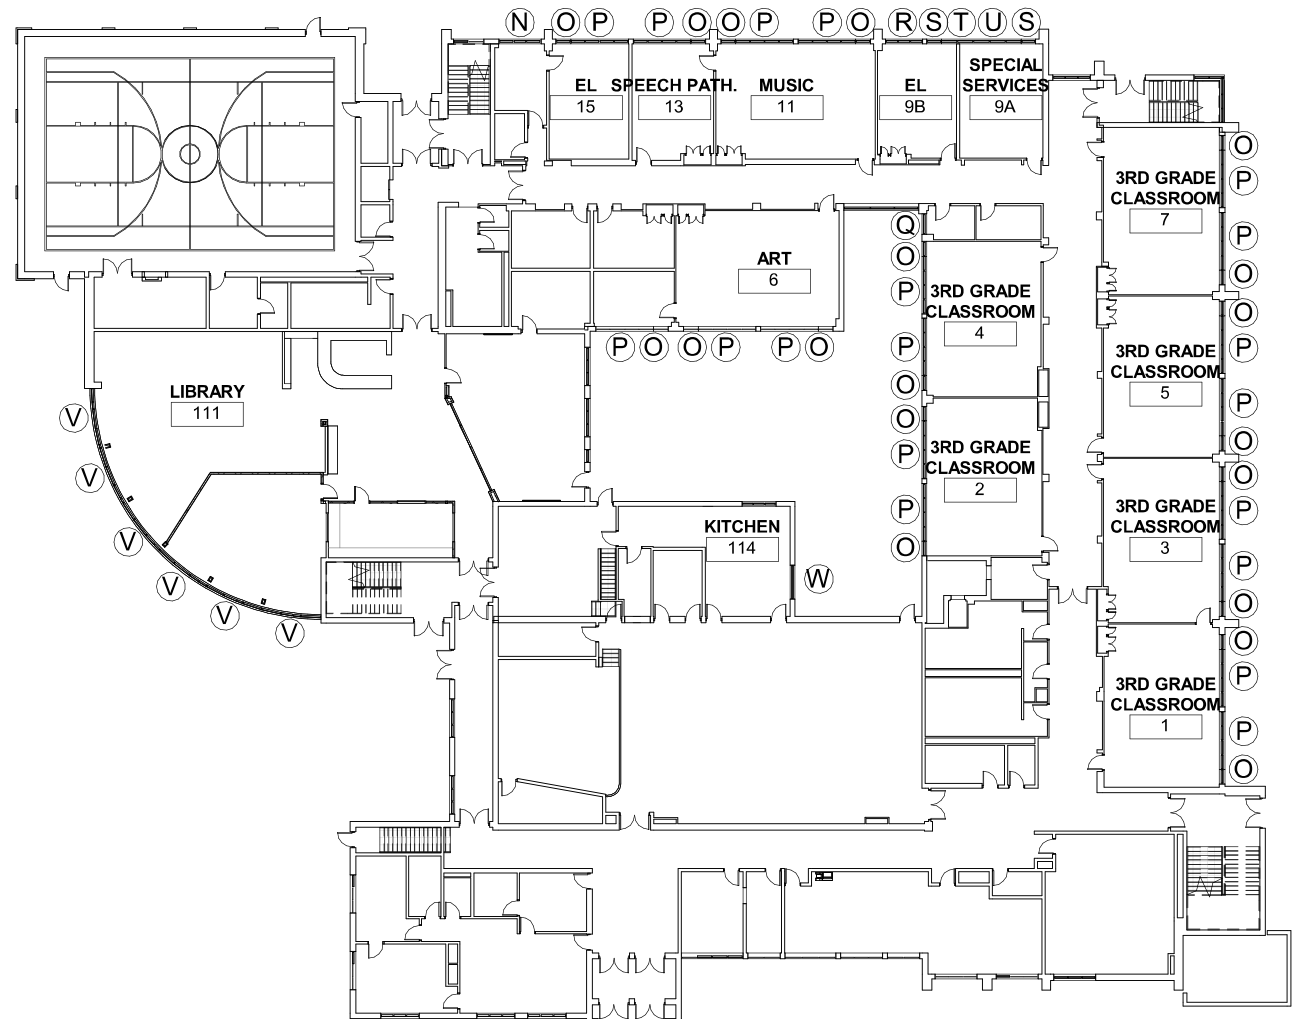 N O P P O O P P O R S T U S
EL
15
SPEECH PATH.
13
MUSIC
11
EL
9B
SPECIAL
SERVICES
9A
O
P
3RD GRADE
CLASSROOM
7
P
O
Q
O
P
ART
6
3RD GRADE
CLASSROOM
4
P
O
P O O P P O
O
P
3RD GRADE
CLASSROOM
5
P
O
LIBRARY
111
V
V
V
V
V
V
O
P
3RD GRADE
CLASSROOM
2
P
O
O
P
3RD GRADE
CLASSROOM
3
P
O
KITCHEN
114
W
O
P
3RD GRADE
CLASSROOM
1
P
O